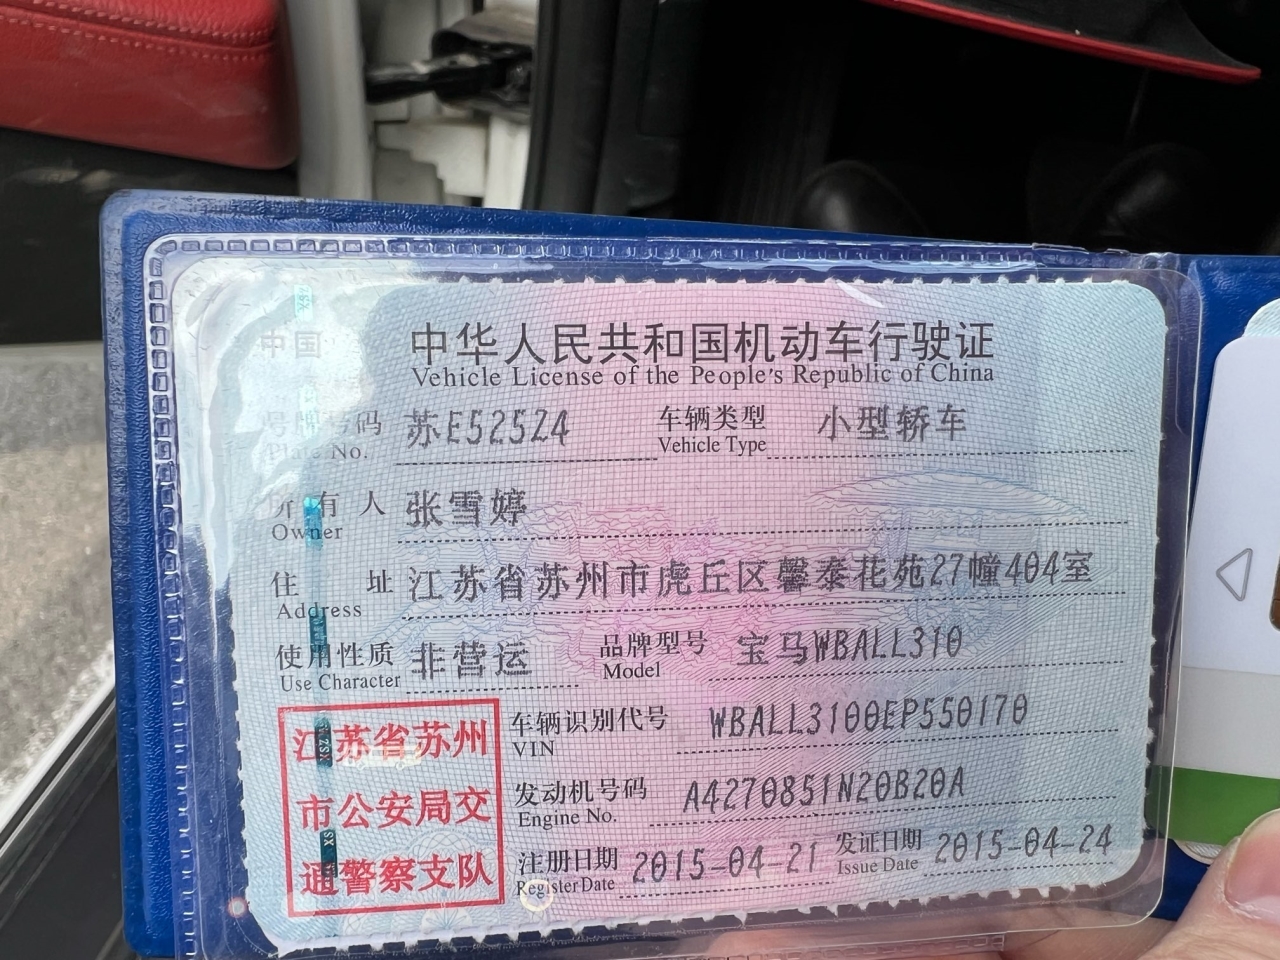 中华人民共和国机动车行驶证
Vehicle License of the People's Republic of China
号牌号码 苏E52524 车辆类型 小型轿车
Plate No. Vehicle Type
所有人 张雪婷
Owner
住址 江苏省苏州市虎丘区馨泰花苑27幢404室
Address
使用性质 非营运 品牌型号 宝马WBALL310
Use Character Model
江苏省苏州
市公安局交
通警察支队
车辆识别代号 WBALL3100EP550170
VIN
发动机号码 A4270851N20B20A
Engine No.
注册日期 2015-04-21 发证日期 2015-04-24
Register Date Issue Date